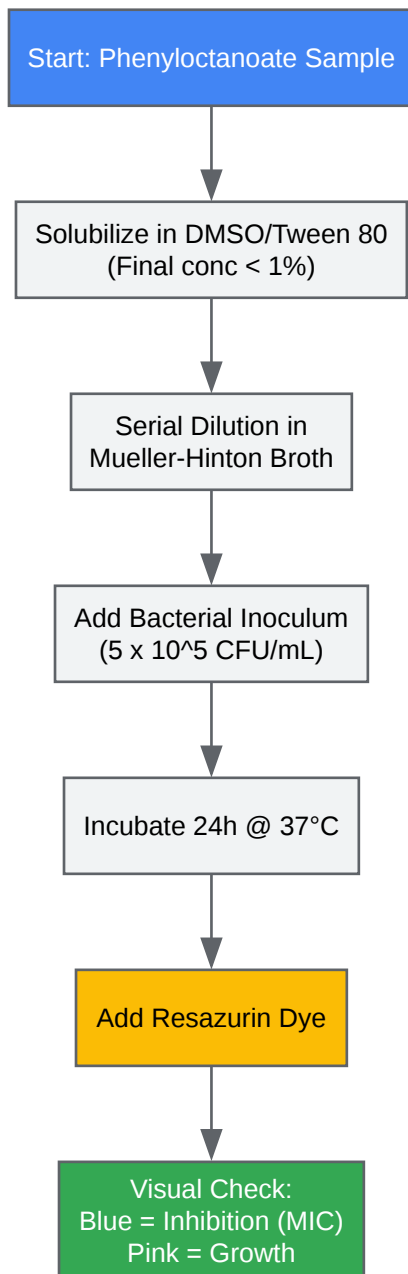 Start: Phenyloctanoate Sample
Solubilize in DMSO/Tween 80
(Final conc < 1%)
Serial Dilution in
Mueller-Hinton Broth
Add Bacterial Inoculum
(5 x 10^5 CFU/mL)
Incubate 24h @ 37°C
Add Resazurin Dye
Visual Check:
Blue = Inhibition (MIC)
Pink = Growth